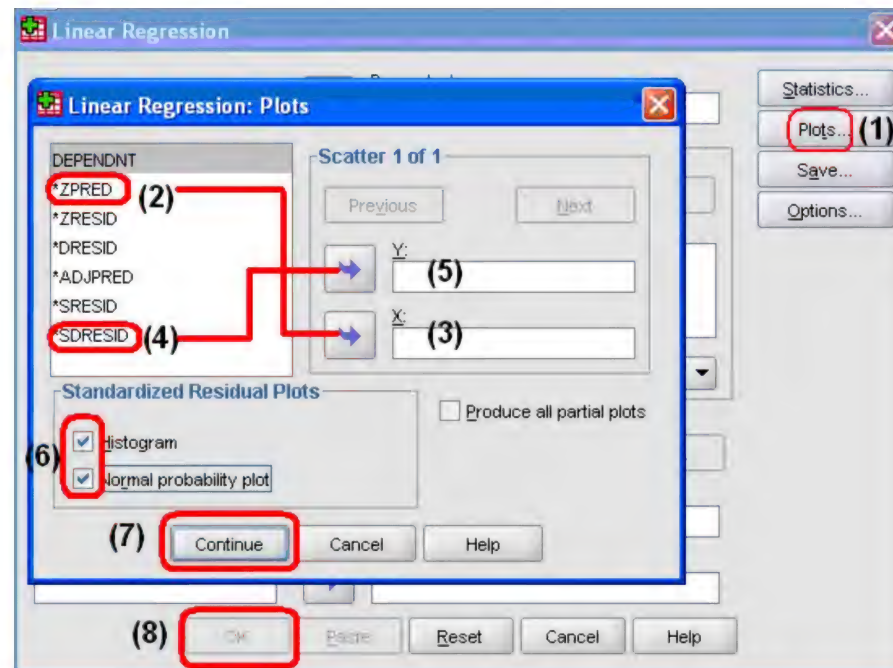 Linear Regression
Statistics...
Plots... (1)
Save...
Options...
Linear Regression: Plots
DEPENDNT
*ZPRED (2)
*ZRESID
*DRESID
*ADJPRED
*SRESID
*SDRESID (4)
Scatter 1 of 1
Previous Next
Y:
(5)
X:
(3)
Standardized Residual Plots
(6)
Histogram
Normal probability plot
Produce all partial plots
(7) Continue Cancel Help
(8) OK Paste Reset Cancel Help